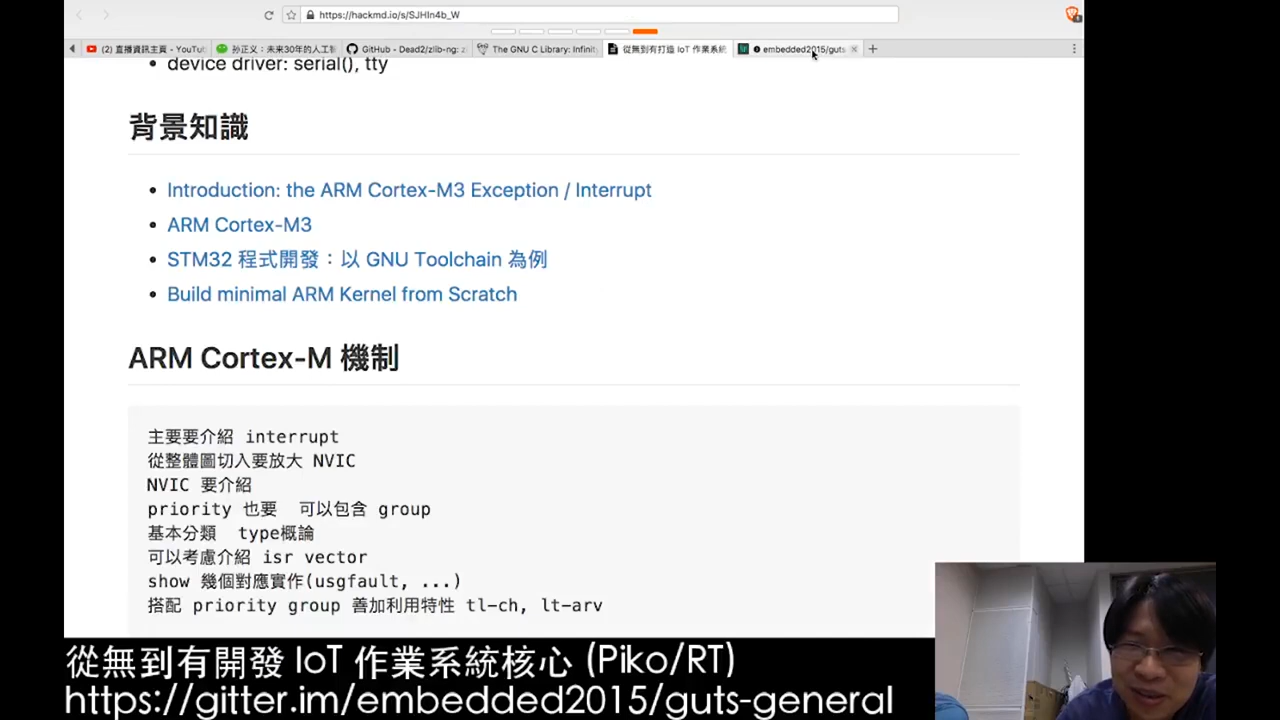 https://hackmd.io/s/SJHIn4b_W
(2) 直播資訊主頁 - YouTub
孙正义：未来30年的人工智
GitHub - Dead2/zlib-ng: z
The GNU C Library: Infinity
從無到有打造 IoT 作業系統
embedded2015/guts
device driver: serial(), tty
背景知識
Introduction: the ARM Cortex-M3 Exception / Interrupt
ARM Cortex-M3
STM32 程式開發：以 GNU Toolchain 為例
Build minimal ARM Kernel from Scratch
ARM Cortex-M 機制
主要要介紹 interrupt
從整體圖切入要放大 NVIC
NVIC 要介紹
priority 也要 可以包含 group
基本分類 type概論
可以考慮介紹 isr vector
show 幾個對應實作(usgfault, ...)
搭配 priority group 善加利用特性 tl-ch, lt-arv
從無到有開發 IoT 作業系統核心 (Piko/RT)
https://gitter.im/embedded2015/guts-general